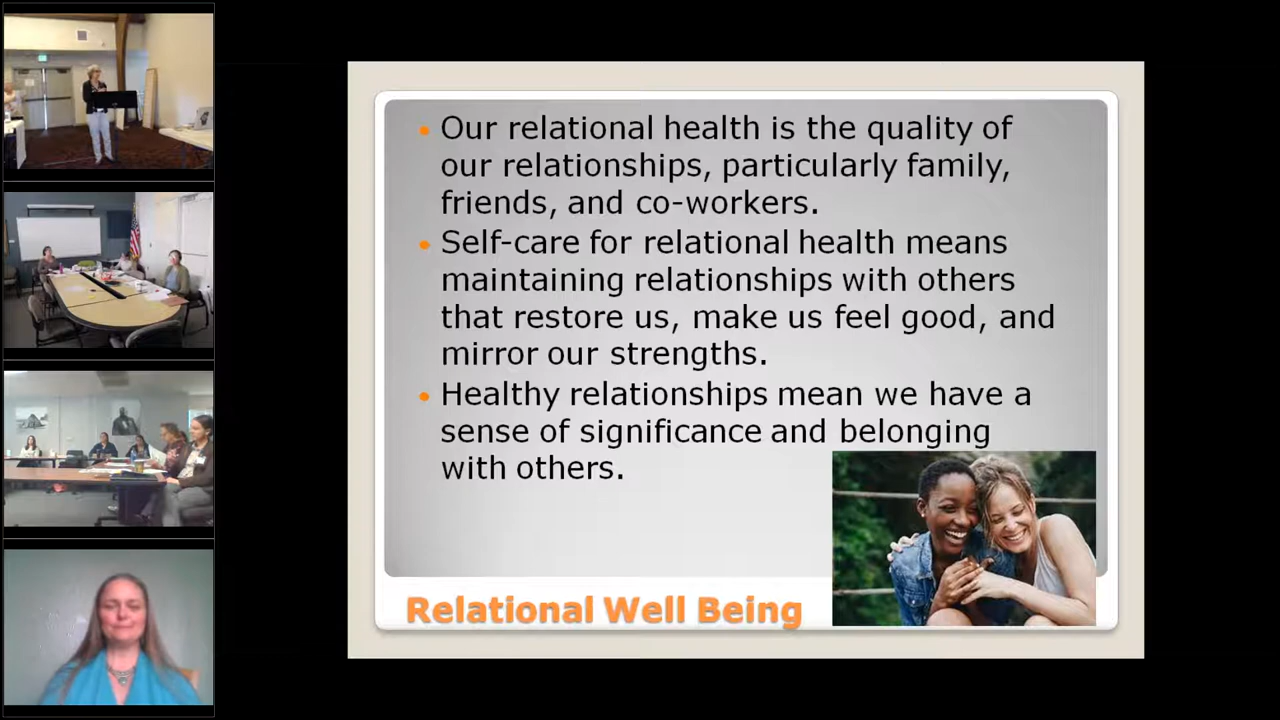 • Our relational health is the quality of
our relationships, particularly family,
friends, and co-workers.
• Self-care for relational health means
maintaining relationships with others
that restore us, make us feel good, and
mirror our strengths.
• Healthy relationships mean we have a
sense of significance and belonging
with others.
Relational Well Being